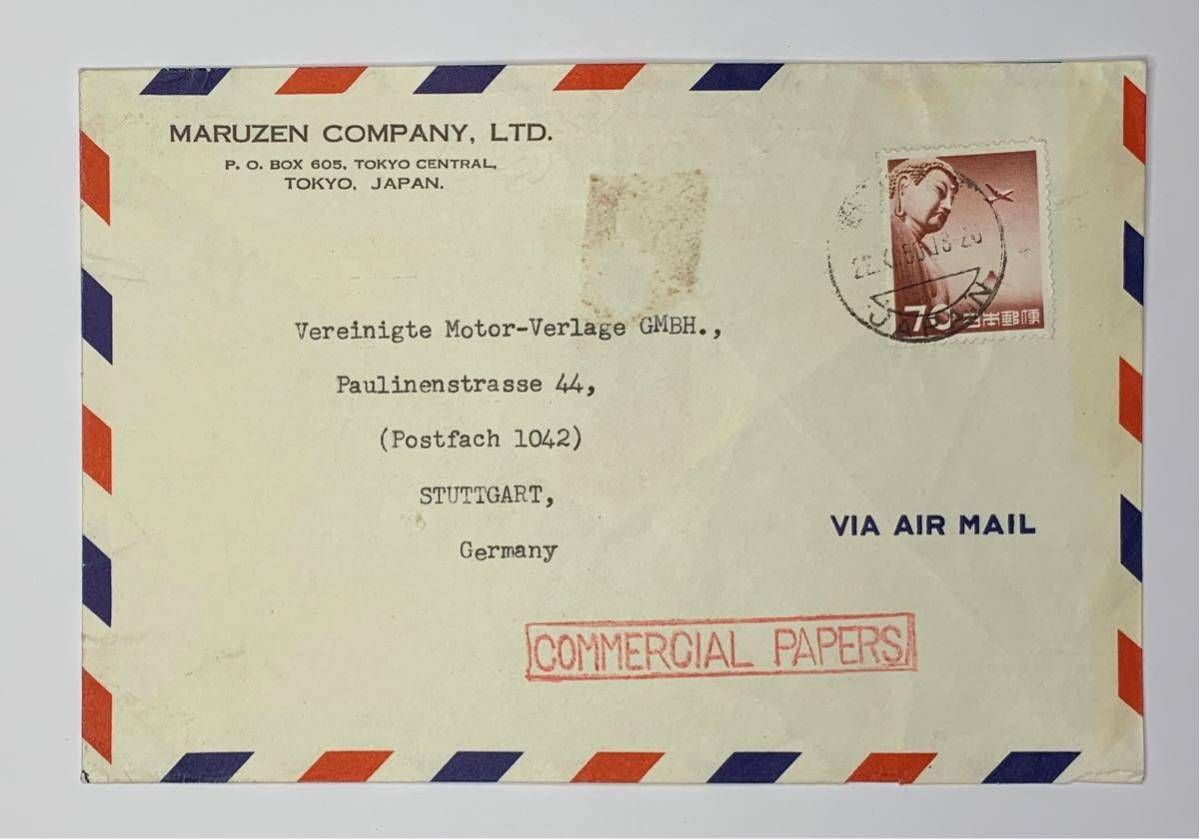 MARUZEN COMPANY, LTD.
P. O. BOX 605, TOKYO CENTRAL,
TOKYO, JAPAN.
70 日本郵便
JAPAN
Vereinigte Motor-Verlage GMBH.,
Paulinenstrasse 44,
(Postfach 1042)
STUTTGART,
Germany
VIA AIR MAIL
COMMERCIAL PAPERS